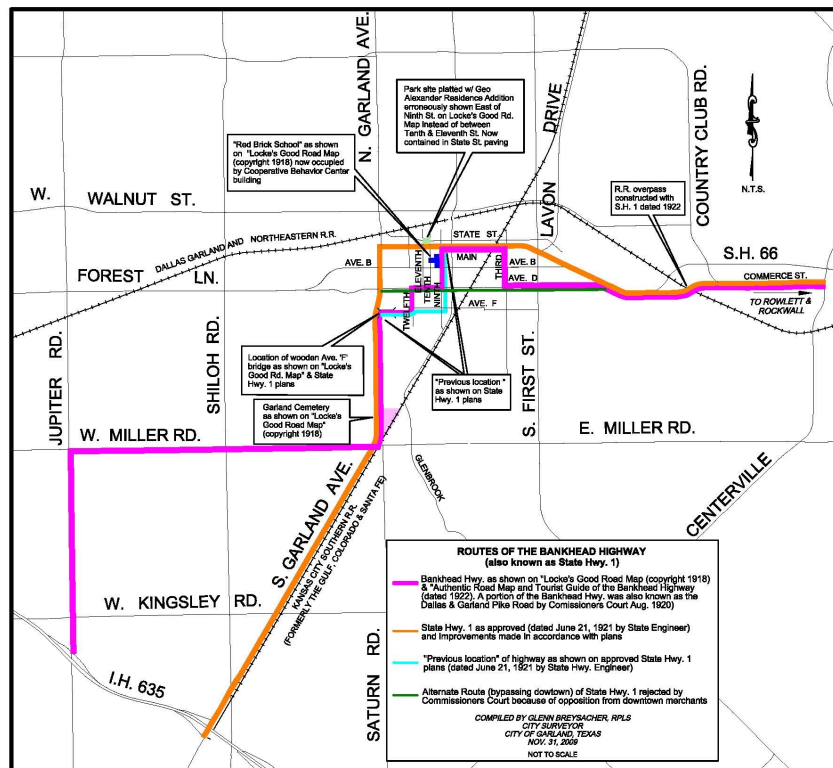 N. GARLAND AVE.
Park site platted w/ Geo
Alexander Residence Addition
erroneously shown East of
Ninth St. on Locke's Good Rd.
Map instead of between
Tenth & Eleventh St. Now
contained in State St. paving
DRIVE
LAVON
COUNTRY CLUB RD.
N.T.S.
"Red Brick School" as shown
on "Locke's Good Road Map
(copyright 1918) now occupied
by Cooperative Behavior Center
building
R.R. overpass
constructed with
S.H. 1 dated 1922
W. WALNUT ST.
DALLAS GARLAND AND NORTHEASTERN R.R.
STATE ST.
MAIN
S.H. 66
FOREST LN.
AVE. B
AVE. B
AVE. D
AVE. F
COMMERCE ST.
TO ROWLETT &
ROCKWALL
TWELFTH
ELEVENTH
TENTH
NINTH
THIRD
JUPITER RD.
SHILOH RD.
Location of wooden Ave. 'F'
bridge as shown on "Locke's
Good Rd. Map" & State
Hwy. 1 plans
"Previous location "
as shown on State
Hwy. 1 plans
Garland Cemetery
as shown on "Locke's
Good Road Map"
(copyright 1918)
S. FIRST ST.
W. MILLER RD.
E. MILLER RD.
GLENBROOK
CENTERVILLE
S. GARLAND AVE.
KANSAS CITY SOUTHERN R.R.
(FORMERLY THE GULF, COLORADO & SANTA FE)
W. KINGSLEY RD.
I.H. 635
SATURN RD.
ROUTES OF THE BANKHEAD HIGHWAY
(also known as State Hwy. 1)
Bankhead Hwy. as shown on "Locke's Good Road Map (copyright 1918)
& "Authentic Road Map and Tourist Guide of the Bankhead Highway
(dated 1922). A portion of the Bankhead Hwy. was also known as the
Dallas & Garland Pike Road by Comissioners Court Aug. 1920)
State Hwy. 1 as approved (dated June 21, 1921 by State Engineer)
and Improvements made in accordance with plans
"Previous location" of highway as shown on approved State Hwy. 1
plans (dated June 21, 1921 by State Hwy. Engineer)
Alternate Route (bypassing dowtown) of State Hwy. 1 rejected by
Commissioners Court because of opposition from downtown merchants
COMPILED BY GLENN BREYSACHER, RPLS
CITY SURVEYOR
CITY OF GARLAND, TEXAS
NOV. 31, 2009
NOT TO SCALE